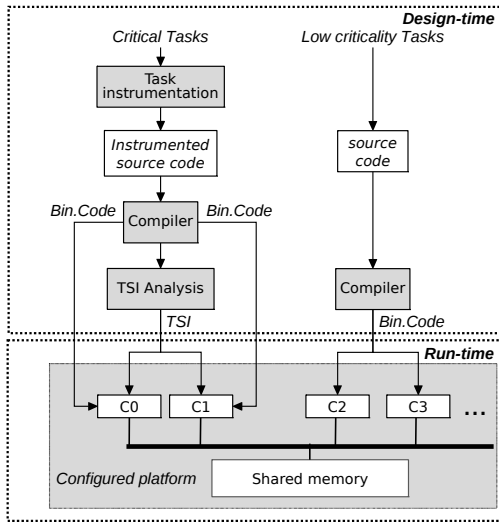 Design-time
Critical Tasks
Low criticality Tasks
Task
instrumentation
Instrumented
source code
source
code
Bin.Code
Bin.Code
Compiler
TSI Analysis
Compiler
TSI
Bin.Code
Run-time
C0
C1
C2
C3
...
Configured platform
Shared memory